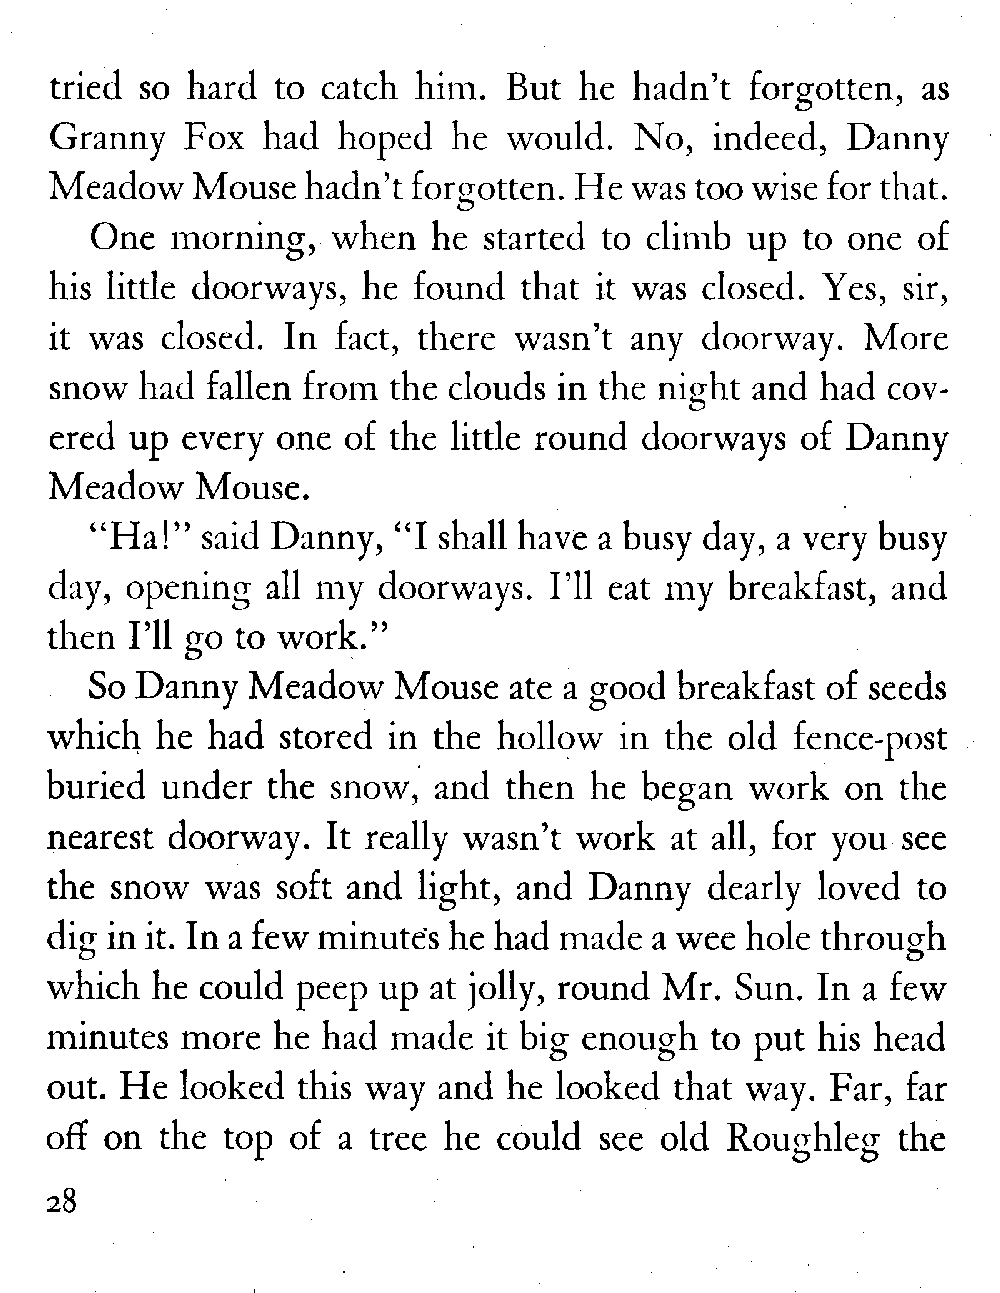 tried so hard to catch him. But he hadn't forgotten, as
Granny Fox had hoped he would. No, indeed, Danny
Meadow Mouse hadn't forgotten. He was too wise for that.
One morning, when he started to climb up to one of
his little doorways, he found that it was closed. Yes, sir,
it was closed. In fact, there wasn't any doorway. More
snow had fallen from the clouds in the night and had cov-
ered up every one of the little round doorways of Danny
Meadow Mouse.
“Ha!” said Danny, “I shall have a busy day, a very busy
day, opening all my doorways. I'll eat my breakfast, and
then I'll go to work.”
So Danny Meadow Mouse ate a good breakfast of seeds
which he had stored in the hollow in the old fence-post
buried under the snow, and then he began work on the
nearest doorway. It really wasn't work at all, for you see
the snow was soft and light, and Danny dearly loved to
dig in it. In a few minutes he had made a wee hole through
which he could peep up at jolly, round Mr. Sun. In a few
minutes more he had made it big enough to put his head
out. He looked this way and he looked that way. Far, far
off on the top of a tree he could see old Roughleg the
28